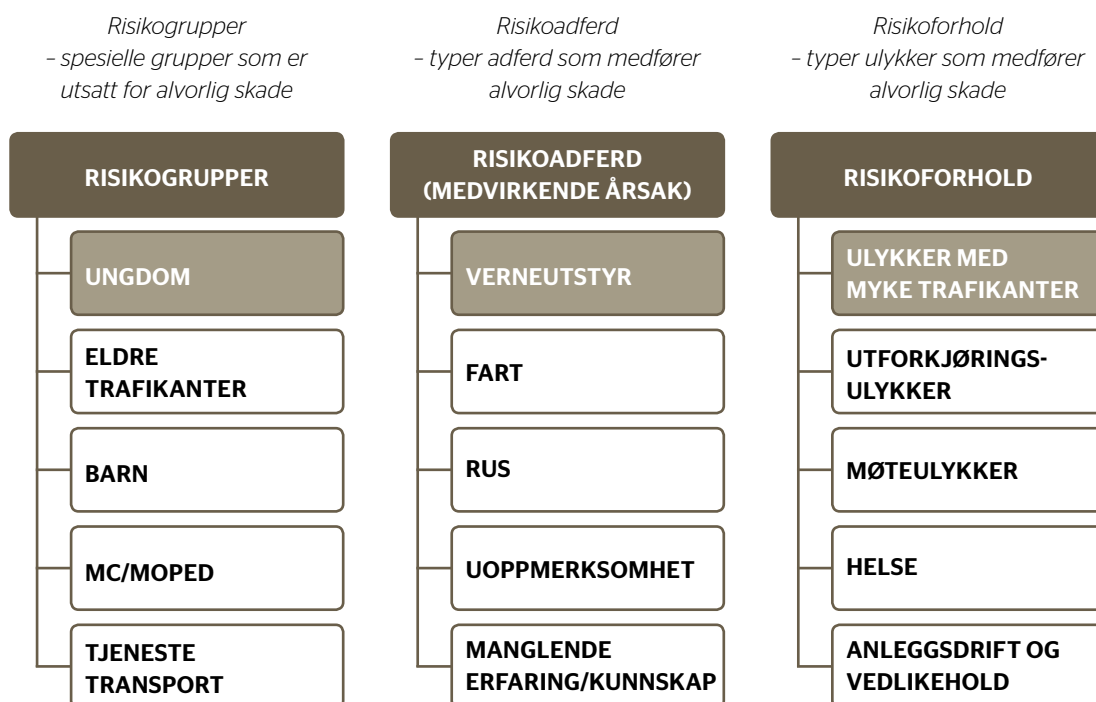 Risikogrupper
– spesielle grupper som er
utsatt for alvorlig skade
RISIKOGRUPPER
UNGDOM
ELDRE
TRAFIKANTER
BARN
MC/MOPED
TJENESTE
TRANSPORT
Risikoadferd
– typer adferd som medfører
alvorlig skade
RISIKOADFERD
(MEDVIRKENDE ÅRSAK)
VERNEUTSTYR
FART
RUS
UOPPMERKSOMHET
MANGLENDE
ERFARING/KUNNSKAP
Risikoforhold
– typer ulykker som medfører
alvorlig skade
RISIKOFORHOLD
ULYKKER MED
MYKE TRAFIKANTER
UTFORKJØRINGS-
ULYKKER
MØTEULYKKER
HELSE
ANLEGGSDRIFT OG
VEDLIKEHOLD